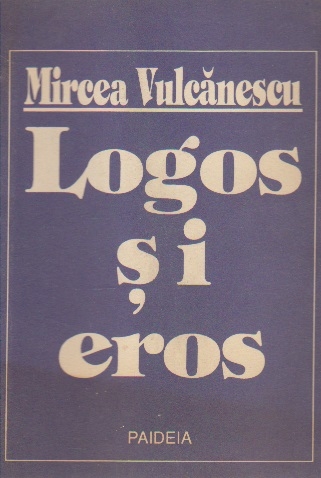 Mircea Vulcănescu
Logos
și
eros
PAIDEIA